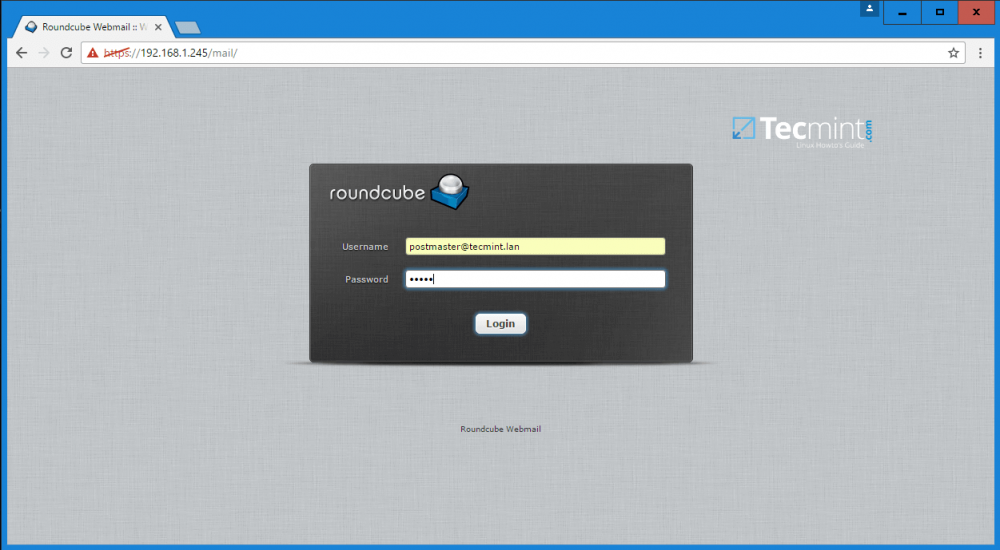 Roundcube Webmail :: W
https://192.168.1.245/mail/
Tecmint.com
Linux Howto's Guide
roundcube
Username
postmaster@tecmint.lan
Password
•••••
Login
Roundcube Webmail